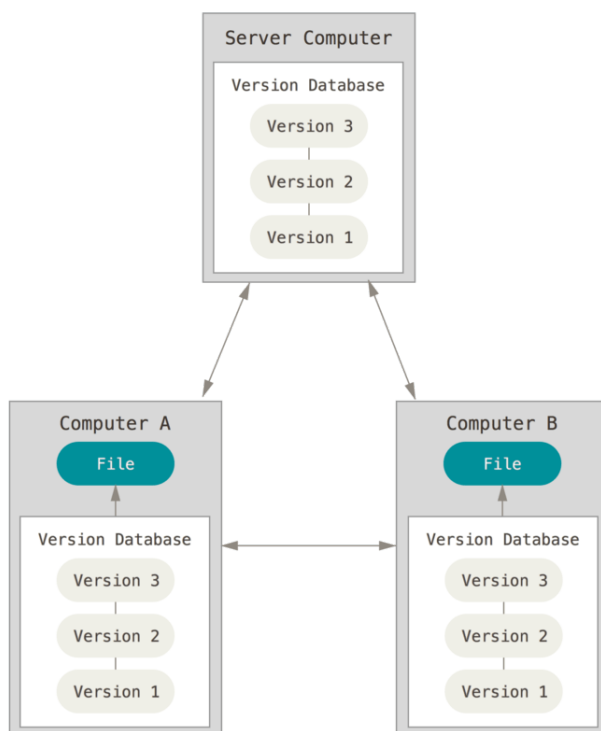 Server Computer
Version Database
Version 3
Version 2
Version 1
Computer A
File
Version Database
Version 3
Version 2
Version 1
Computer B
File
Version Database
Version 3
Version 2
Version 1